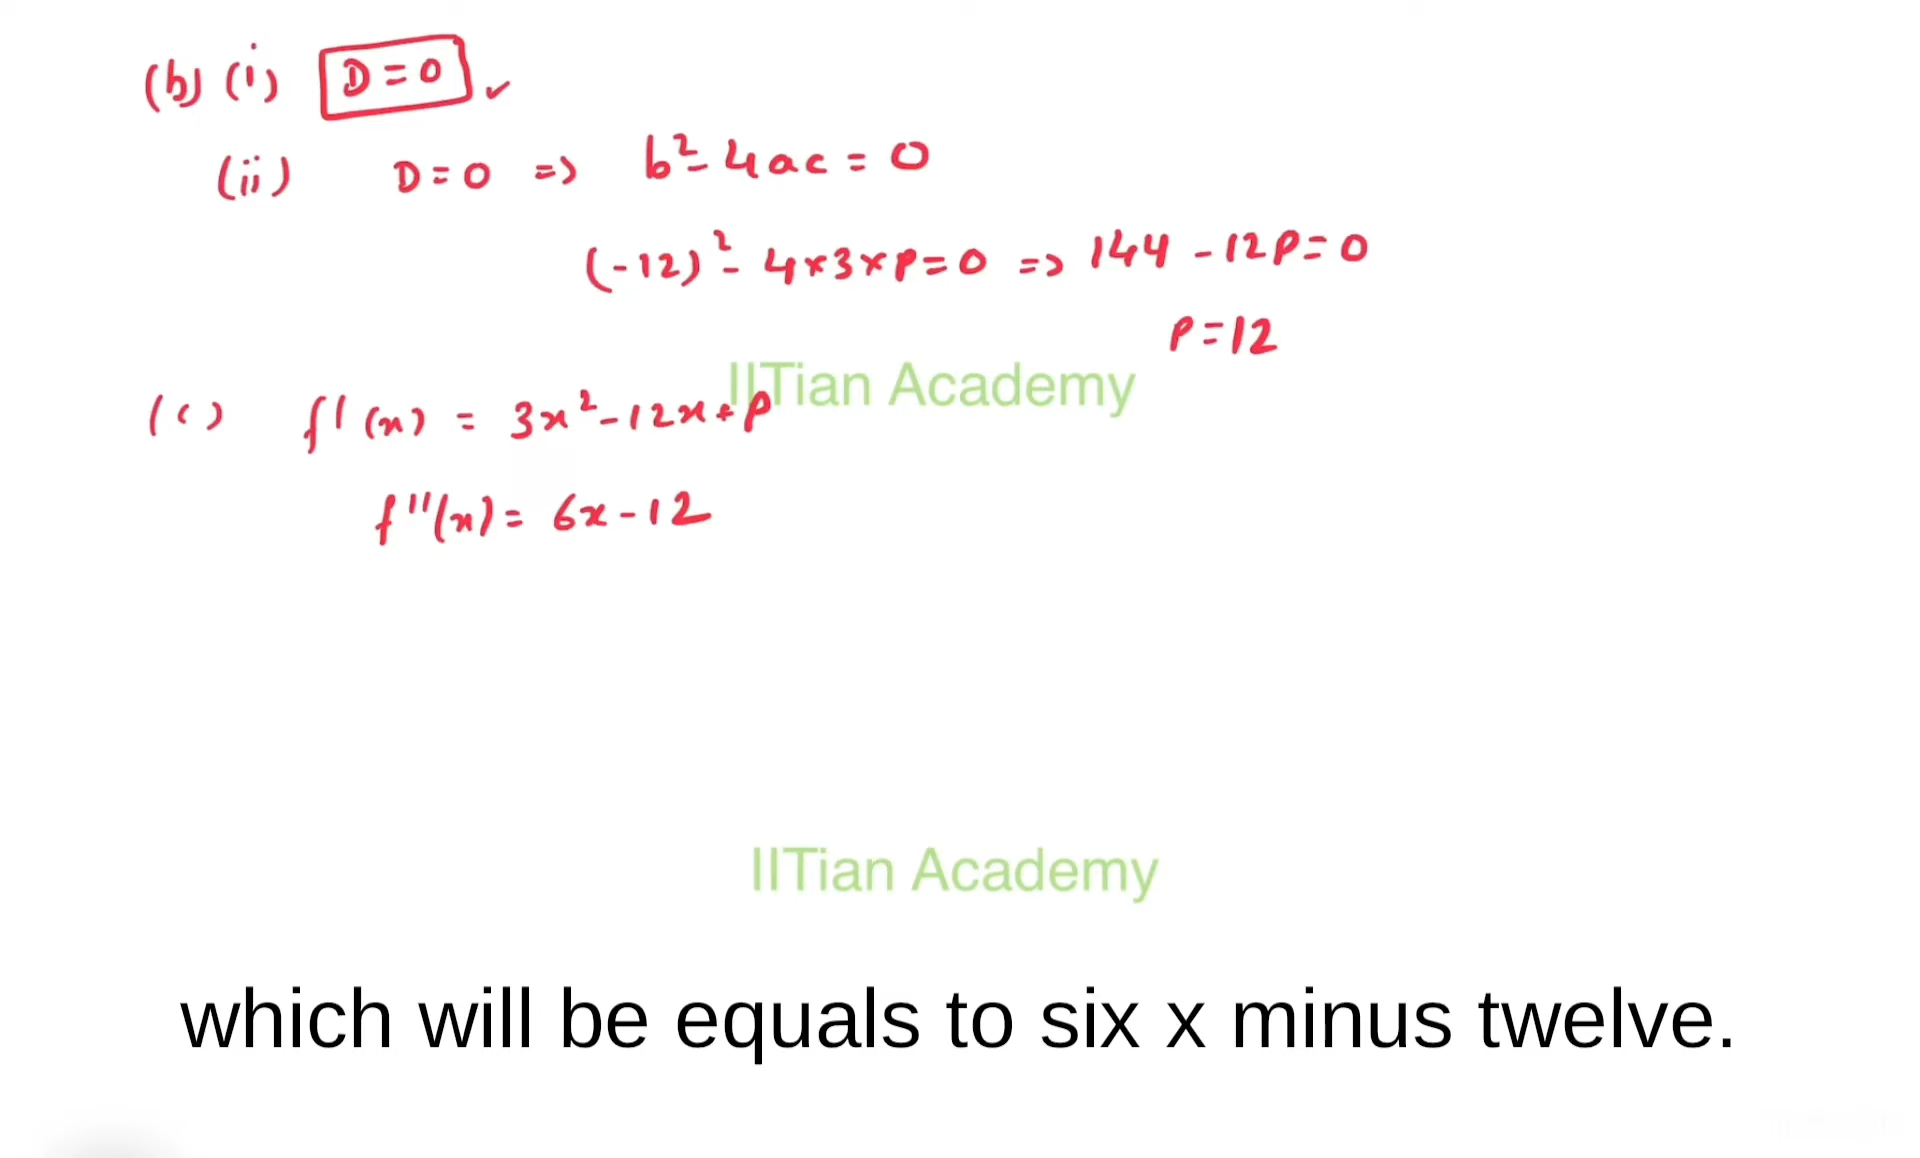 (b) (i) D = 0 ✓
(ii) D = 0 => b² - 4ac = 0
(-12)² - 4×3×P = 0 => 144 - 12P = 0
P = 12
IITian Academy
(c) f'(x) = 3x² - 12x + P
f''(x) = 6x - 12
IITian Academy
which will be equals to six x minus twelve.